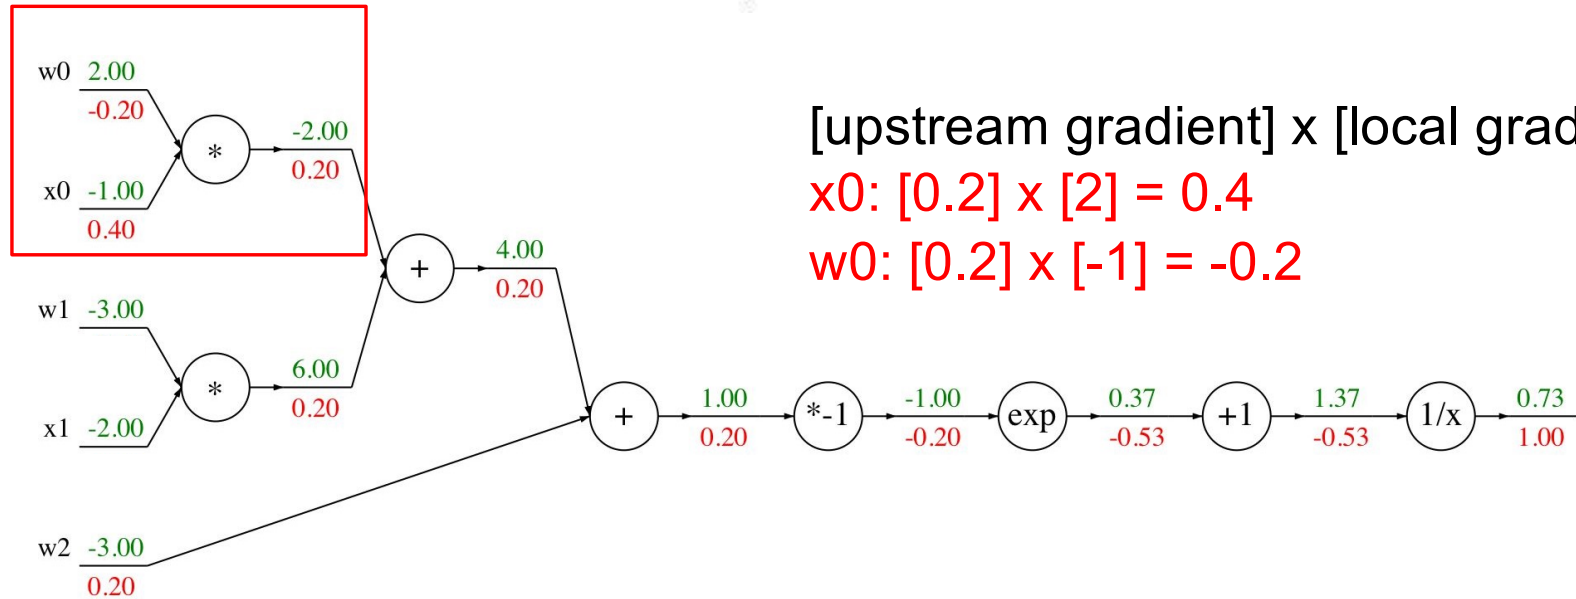 [upstream gradient] x [local grad
x0: [0.2] x [2] = 0.4
w0: [0.2] x [-1] = -0.2
w0 2.00
-0.20
*
-2.00
0.20
x0 -1.00
0.40
+
4.00
0.20
w1 -3.00
*
6.00
0.20
x1 -2.00
+
1.00
0.20
*-1
-1.00
-0.20
exp
0.37
-0.53
+1
1.37
-0.53
1/x
0.73
1.00
w2 -3.00
0.20